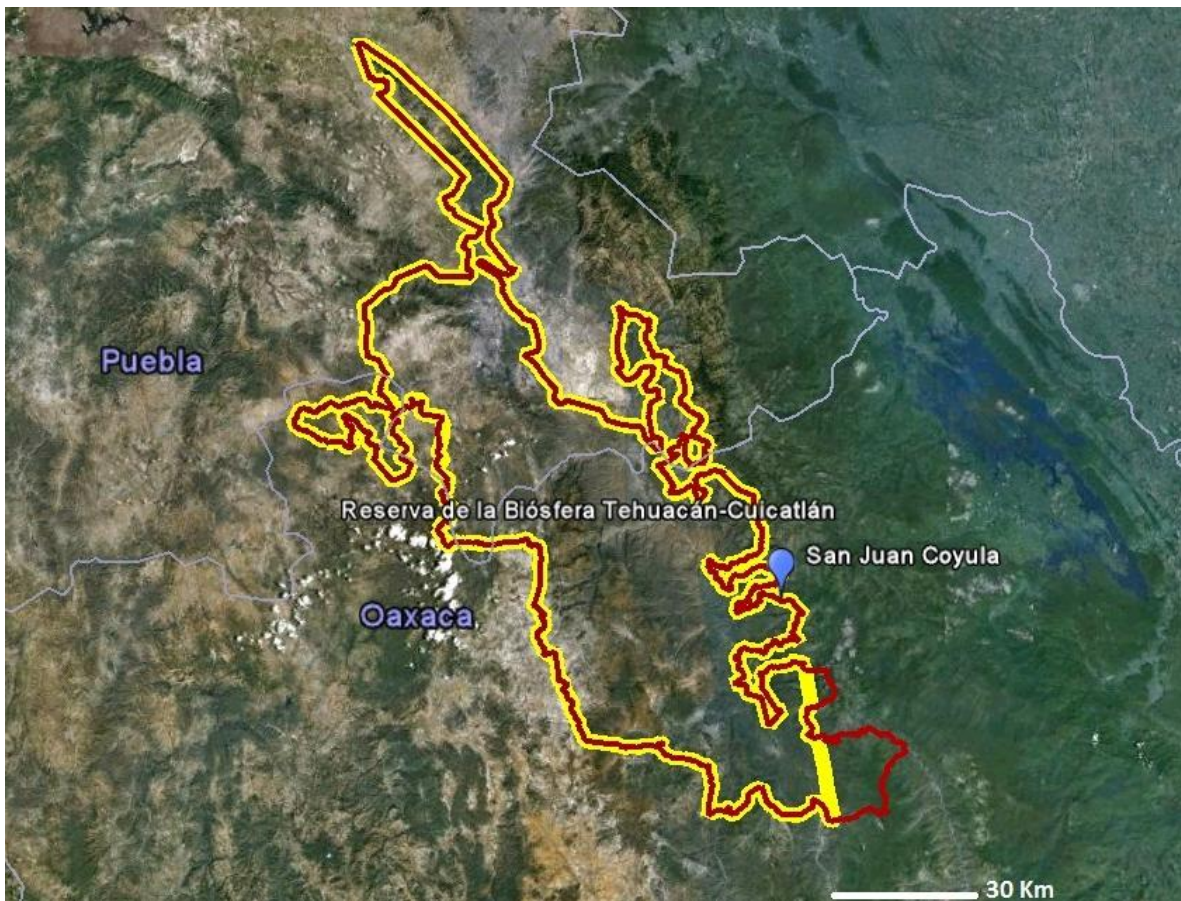 Puebla
Reserva de la Biósfera Tehuacán-Cuicatlán
San Juan Coyula
Oaxaca
30 Km